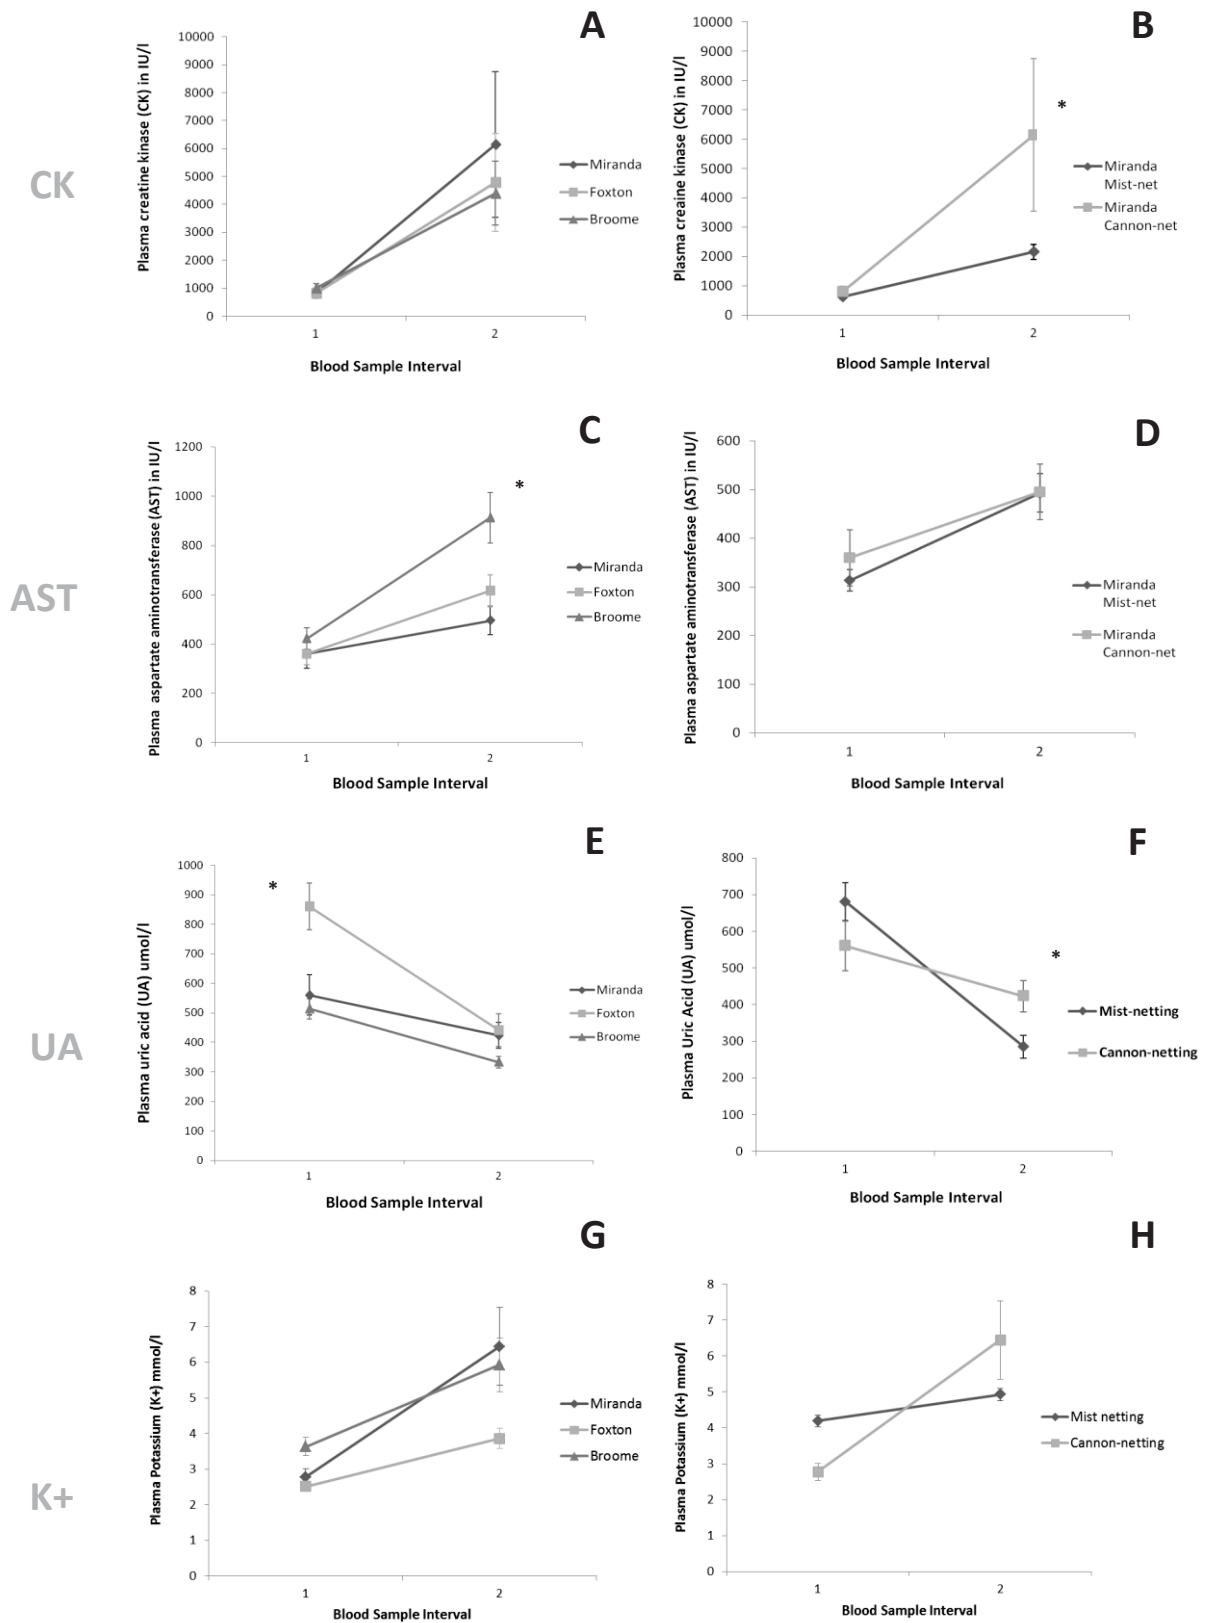 A
Plasma creatine kinase (CK) in IU/l
10000
9000
8000
7000
6000
5000
4000
3000
2000
1000
0
1
2
Blood Sample Interval
Miranda
Foxton
Broome
B
Plasma creaine kinase (CK) in IU/l
10000
9000
8000
7000
6000
5000
4000
3000
2000
1000
0
*
1
2
Blood Sample Interval
Miranda
Mist-net
Miranda
Cannon-net
CK
C
Plasma aspartate aminotransferase (AST) in IU/l
1200
1000
800
600
400
200
0
*
1
2
Blood Sample Interval
Miranda
Foxton
Broome
D
Plasma aspartate aminotransferase (AST) in IU/l
600
500
400
300
200
100
0
1
2
Blood Sample Interval
Miranda
Mist-net
Miranda
Cannon-net
AST
E
Plasma uric acid (UA) umol/l
1000
900
800
700
600
500
400
300
200
100
0
*
1
2
Blood Sample Interval
Miranda
Foxton
Broome
F
Plasma Uric Acid (UA) umol/l
800
700
600
500
400
300
200
100
0
*
1
2
Blood Sample Interval
Mist-netting
Cannon-netting
UA
G
Plasma Potassium (K+) mmol/l
8
7
6
5
4
3
2
1
0
1
2
Blood Sample Interval
Miranda
Foxton
Broome
H
Plasma Potassium (K+) mmol/l
8
7
6
5
4
3
2
1
0
1
2
Blood Sample Interval
Mist netting
Cannon-netting
K+